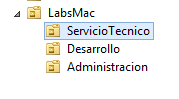 LabsMac
ServicioTecnico
Desarrollo
Administracion